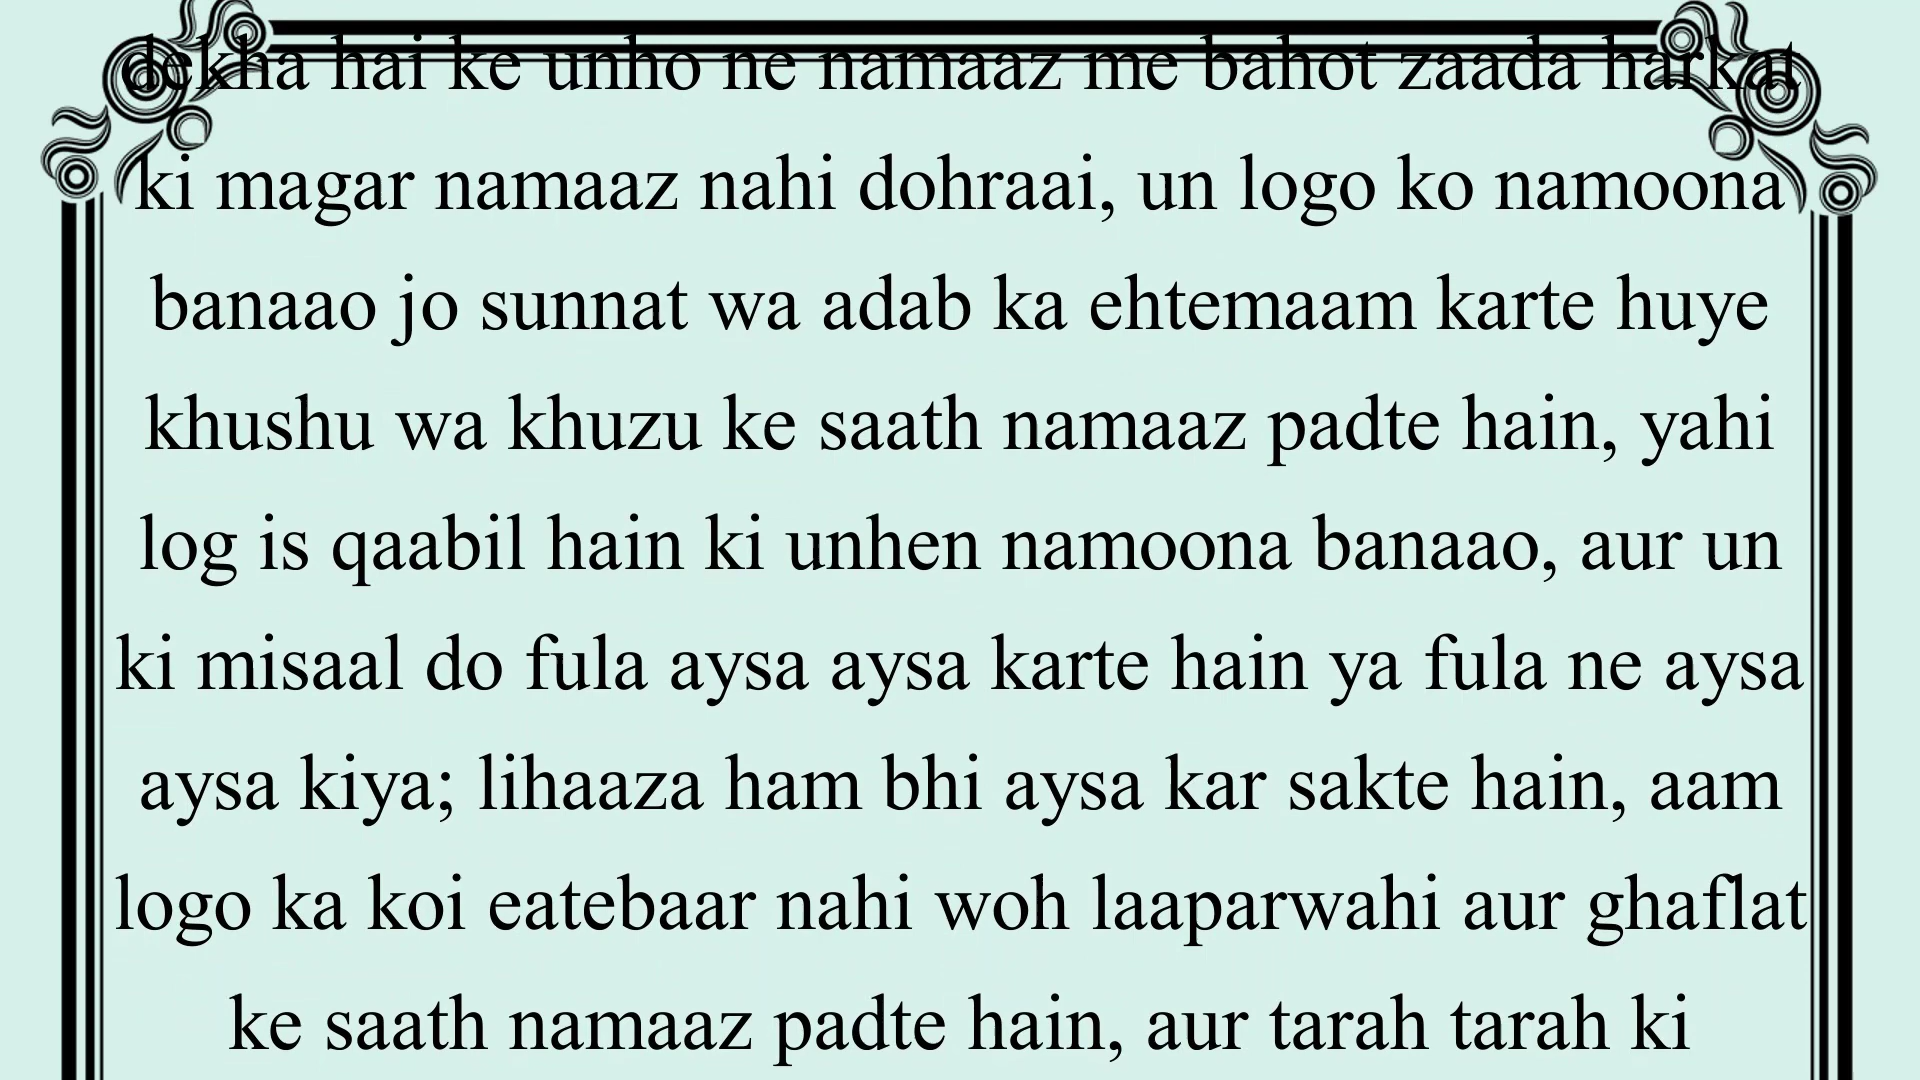 dekha hai ke unho ne namaaz me bahot zaada harkat
ki magar namaaz nahi dohraai, un logo ko namoona
banaao jo sunnat wa adab ka ehtemaam karte huye
khushu wa khuzu ke saath namaaz padte hain, yahi
log is qaabil hain ki unhen namoona banaao, aur un
ki misaal do fula aysa aysa karte hain ya fula ne aysa
aysa kiya; lihaaza ham bhi aysa kar sakte hain, aam
logo ka koi eatebaar nahi woh laaparwahi aur ghaflat
ke saath namaaz padte hain, aur tarah tarah ki